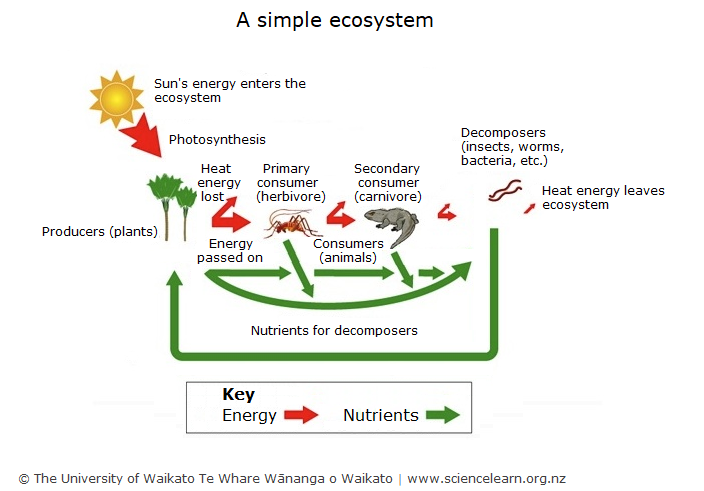 A simple ecosystem
Sun's energy enters the
ecosystem
Photosynthesis
Heat
energy
lost
Primary
consumer
(herbivore)
Secondary
consumer
(carnivore)
Decomposers
(insects, worms,
bacteria, etc.)
Heat energy leaves
ecosystem
Producers (plants)
Energy
passed on
Consumers
(animals)
Nutrients for decomposers
Key
Energy
Nutrients
© The University of Waikato Te Whare Wānanga o Waikato | www.sciencelearn.org.nz